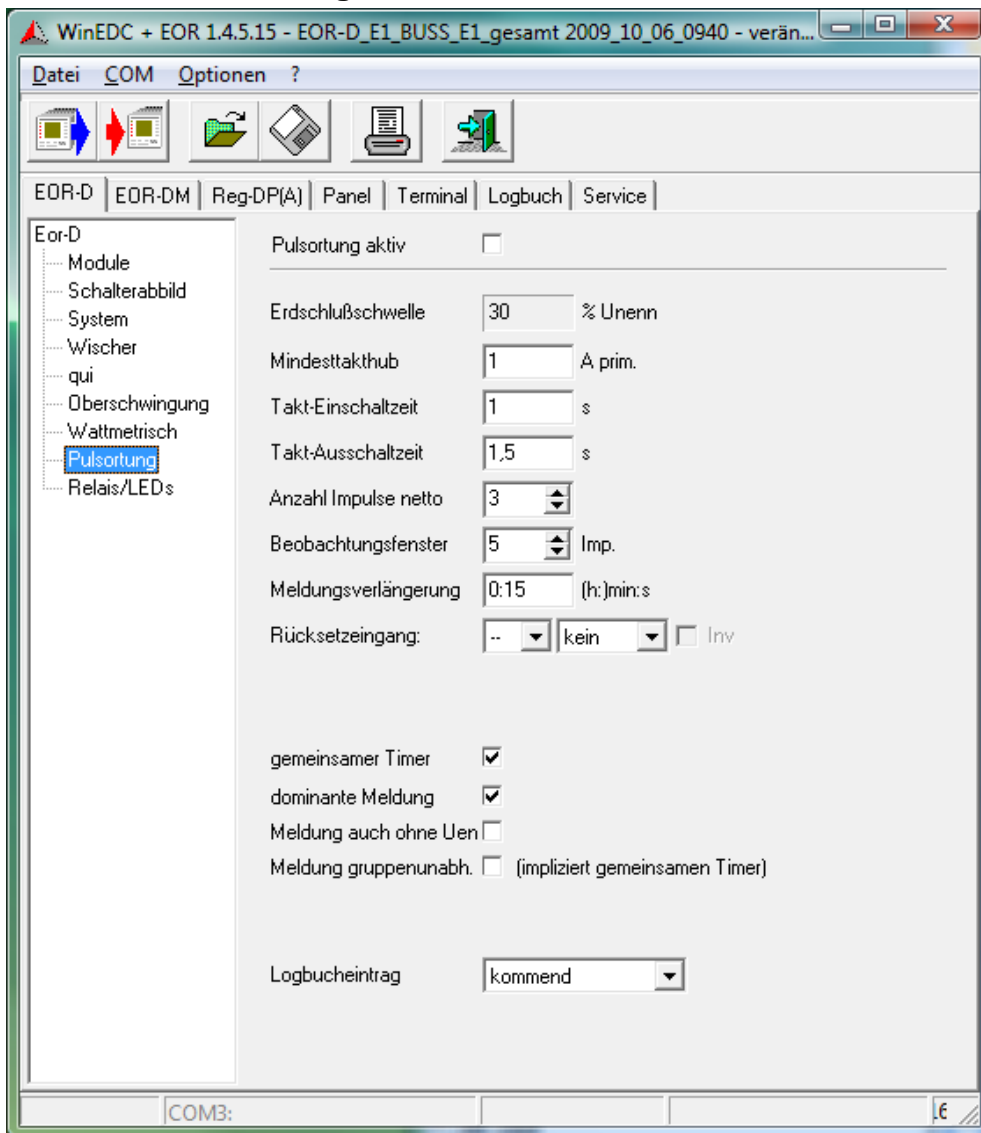 WinEDC + EOR 1.4.5.15 - EOR-D_E1_BUSS_E1_gesamt 2009_10_06_0940 - verän...
Datei COM Optionen ?
EOR-D EOR-DM Reg-DP(A) Panel Terminal Logbuch Service
Eor-D
Module
Schalterabbild
System
Wischer
qui
Oberschwingung
Wattmetrisch
Pulsortung
Relais/LEDs
Pulsortung aktiv
Erdschlußschwelle 30 % Unenn
Mindesttakthub 1 A prim.
Takt-Einschaltzeit 1 s
Takt-Ausschaltzeit 1,5 s
Anzahl Impulse netto 3
Beobachtungsfenster 5 Imp.
Meldungsverlängerung 0:15 (h:)min:s
Rücksetzeingang: -- kein Inv
gemeinsamer Timer
dominante Meldung
Meldung auch ohne Uen
Meldung gruppenunabh. (impliziert gemeinsamen Timer)
Logbucheintrag kommend
COM3: